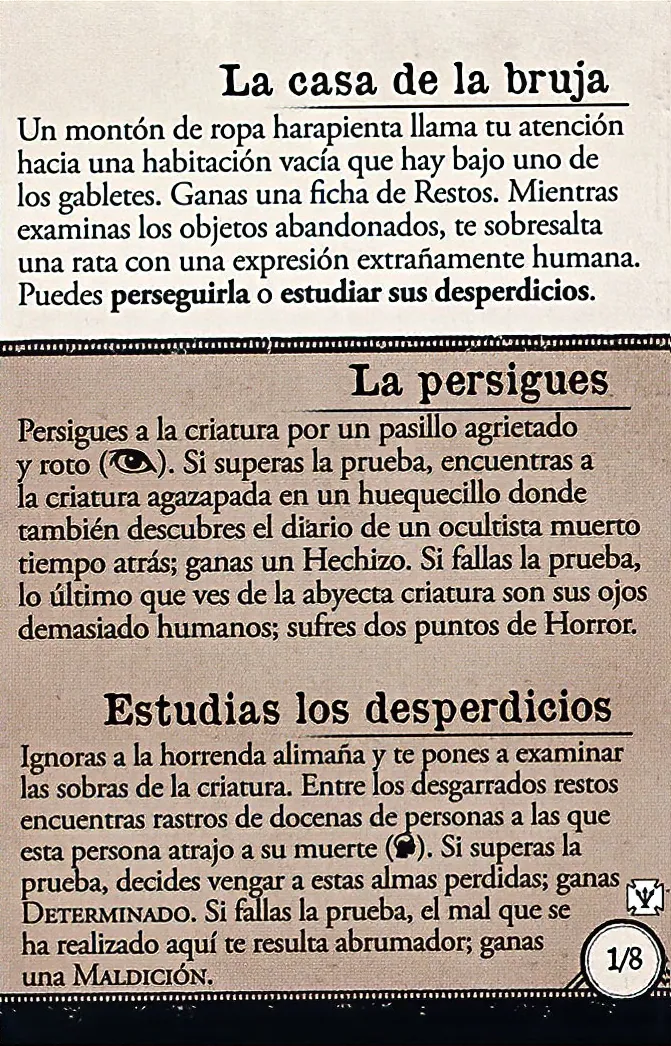 La casa de la bruja
Un montón de ropa harapienta llama tu atención
hacia una habitación vacía que hay bajo uno de
los gabletes. Ganas una ficha de Restos. Mientras
examinas los objetos abandonados, te sobresalta
una rata con una expresión extrañamente humana.
Puedes perseguirla o estudiar sus desperdicios.
La persigues
Persigues a la criatura por un pasillo agrietado
y roto (). Si superas la prueba, encuentras a
la criatura agazapada en un huequecillo donde
también descubres el diario de un ocultista muerto
tiempo atrás; ganas un Hechizo. Si fallas la prueba,
lo último que ves de la abyecta criatura son sus ojos
demasiado humanos; sufres dos puntos de Horror.
Estudias los desperdicios
Ignoras a la horrenda alimaña y te pones a examinar
las sobras de la criatura. Entre los desgarrados restos
encuentras rastros de docenas de personas a las que
esta persona atrajo a su muerte (). Si superas la
prueba, decides vengar a estas almas perdidas; ganas
DETERMINADO. Si fallas la prueba, el mal que se
ha realizado aquí te resulta abrumador; ganas
una MALDICIÓN.
1/8